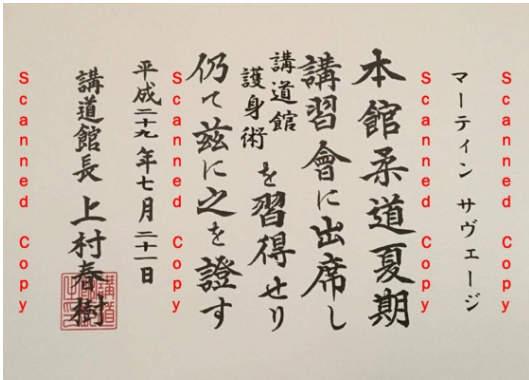 Scanned Copy
マーティン サヴェージ
Scanned Copy
本館柔道夏期
講習會に出席し
講道館
護身術
を習得せり
仍て茲に之を證す
Scanned Copy
平成二十九年七月二十一日
講道館長 上村春樹
Scanned Copy